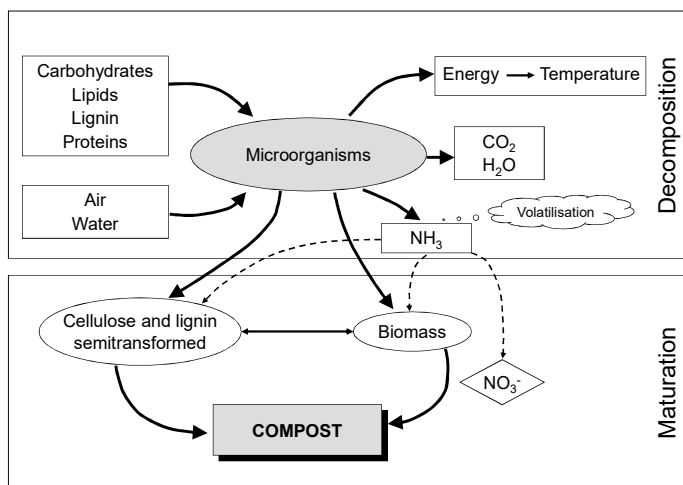 Carbohydrates
Lipids
Lignin
Proteins
Energy → Temperature
Decomposition
Microorganisms
CO₂
H₂O
Air
Water
Volatilisation
NH₃
Cellulose and lignin
semitransformed
Biomass
NO₃⁻
Maturation
COMPOST